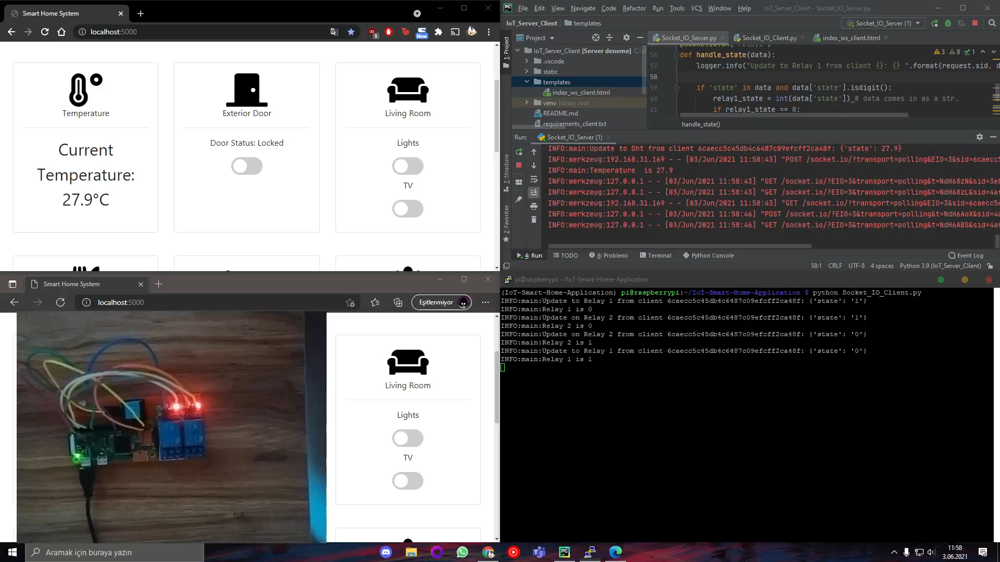 Smart Home System
localhost:5000
1
New
Temperature
Current
Temperature:
27.9°C
Exterior Door
Door Status: Locked
Living Room
Lights
TV
File Edit View Navigate Code Refactor Run Tools VCS Window Help IoT_Server_Client - Socket_IO_Server.py
IoT_Server_Client templates
Socket_IO_Server (1)
1: Project
7: Structure
2: Favorites
Project
IoT_Server_Client [Server deneme]
.vscode
static
templates
index_ws_client.html
venv library root
README.md
requirements_client.txt
Socket_IO_Server.py Socket_IO_Client.py index_ws_client.html
3 8 1
56 def handle_state(data):
57 logger.info("Update to Relay 1 from client {}: {} ".format(request.sid, d
58
59 if 'state' in data and data['state'].isdigit():
60 relay1_state = int(data['state']) # data comes in as a str.
61 if relay1_state == 0:
handle_state()
Run: Socket_IO_Server (1)
INFO:main:Update to Dht from client 6caecc5c45db4c6487c09efcff2ca48f: {'state': 27.9}
INFO:werkzeug:192.168.31.169 - - [03/Jun/2021 11:58:43] "POST /socket.io/?transport=polling&EIO=3&sid=6caecc5
INFO:main:Temperature  is 27.9
INFO:werkzeug:127.0.0.1 - - [03/Jun/2021 11:58:43] "GET /socket.io/?EIO=3&transport=polling&t=NdH68zN&sid=3e8
INFO:werkzeug:127.0.0.1 - - [03/Jun/2021 11:58:43] "GET /socket.io/?EIO=3&transport=polling&t=NdH68zL&sid=4af
INFO:werkzeug:192.168.31.169 - - [03/Jun/2021 11:58:43] "GET /socket.io/?transport=polling&EIO=3&sid=6caecc5c
INFO:werkzeug:127.0.0.1 - - [03/Jun/2021 11:58:46] "POST /socket.io/?EIO=3&transport=polling&t=NdH6AoX&sid=4a
INFO:werkzeug:127.0.0.1 - - [03/Jun/2021 11:58:46] "GET /socket.io/?EIO=3&transport=polling&t=NdH6ABS&sid=4af
4: Run TODO 6: Problems Terminal Python Console Event Log
58:1 CRLF UTF-8 4 spaces Python 3.9 (IoT_Server_Client)
Smart Home System
localhost:5000
Eşitlenmiyor
Living Room
Lights
TV
pi@raspberrypi: ~/IoT-Smart-Home-Application
(IoT-Smart-Home-Application) pi@raspberrypi:~/IoT-Smart-Home-Application $ python Socket_IO_Client.py
INFO:main:Update to Relay 1 from client 6caecc5c45db4c6487c09efcff2ca48f: {'state': '1'}
INFO:main:Relay 1 is 0
INFO:main:Update on Relay 2 from client 6caecc5c45db4c6487c09efcff2ca48f: {'state': '1'}
INFO:main:Relay 2 is 0
INFO:main:Update on Relay 2 from client 6caecc5c45db4c6487c09efcff2ca48f: {'state': '0'}
INFO:main:Relay 2 is 1
INFO:main:Update to Relay 1 from client 6caecc5c45db4c6487c09efcff2ca48f: {'state': '0'}
INFO:main:Relay 1 is 1
Aramak için buraya yazın
11:58
3.06.2021